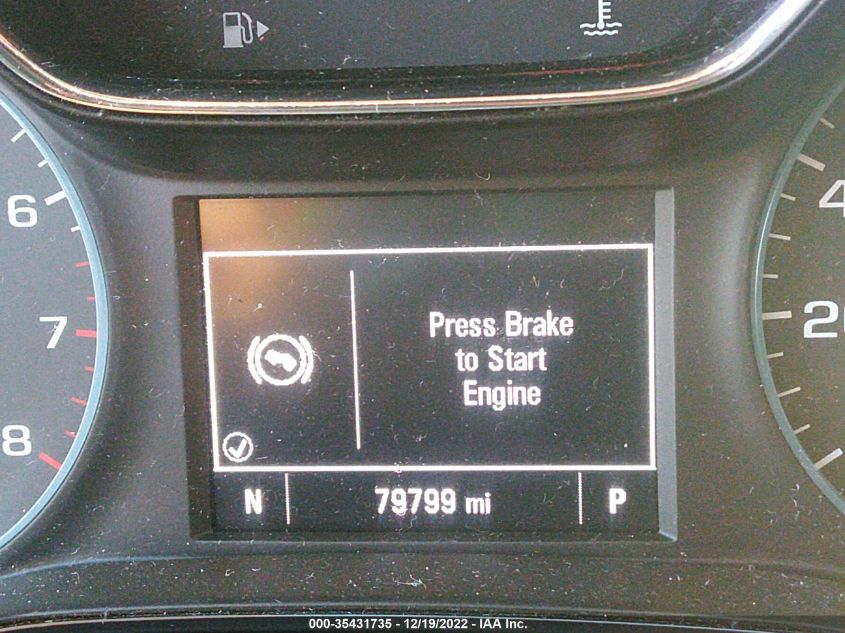 6
7
8
4
20
Press Brake
to Start
Engine
N 79799 mi P
000-35431735 - 12/19/2022 - IAA Inc.